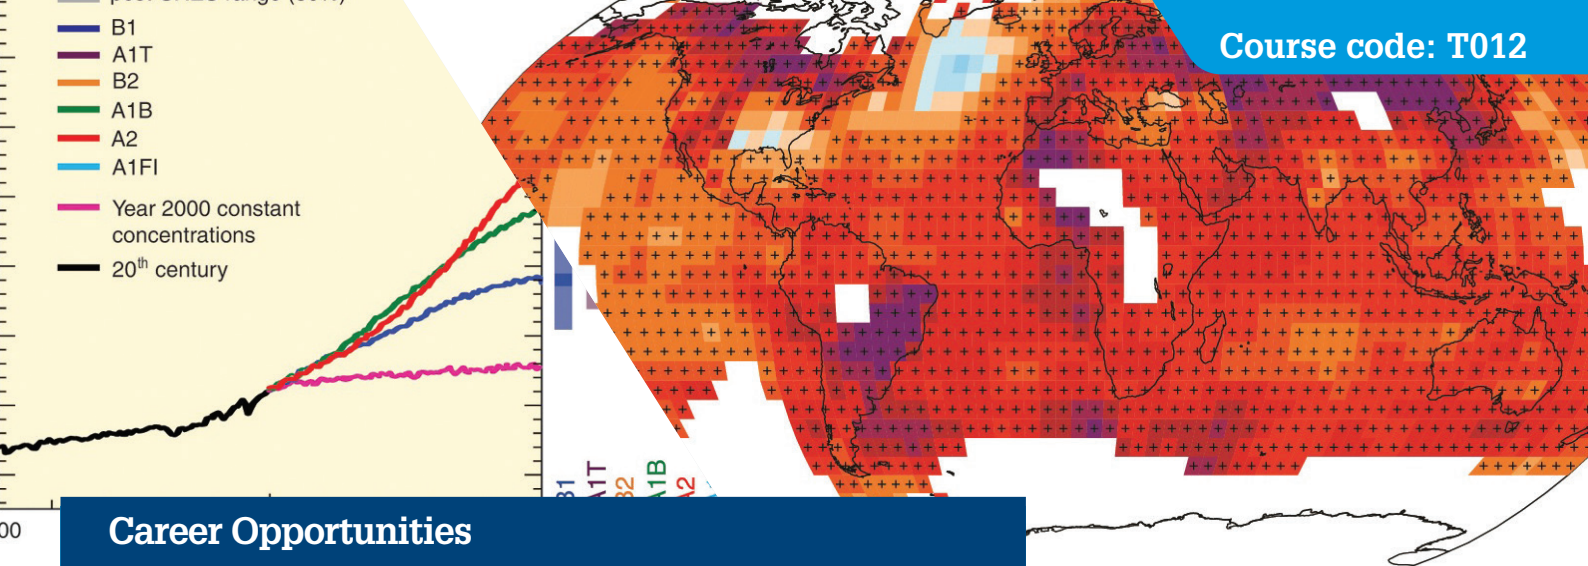 B1
A1T
B2
A1B
A2
A1FI
Year 2000 constant
concentrations
20th century
Course code: T012
B1
A1T
B2
A1B
A2
00
Career Opportunities